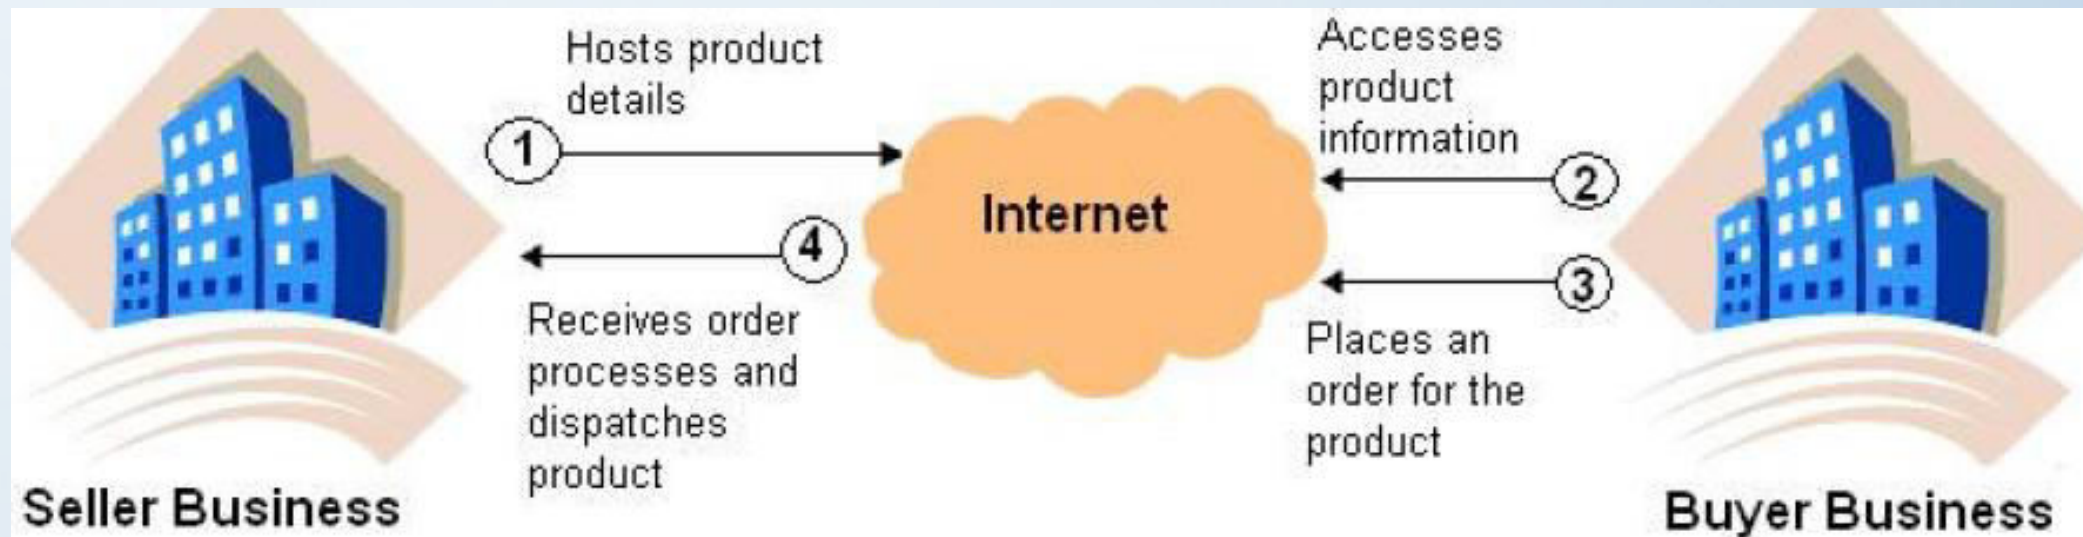 Hosts product
details
1
Accesses
product
information
2
Internet
4
3
Receives order
processes and
dispatches
product
Places an
order for the
product
Seller Business
Buyer Business